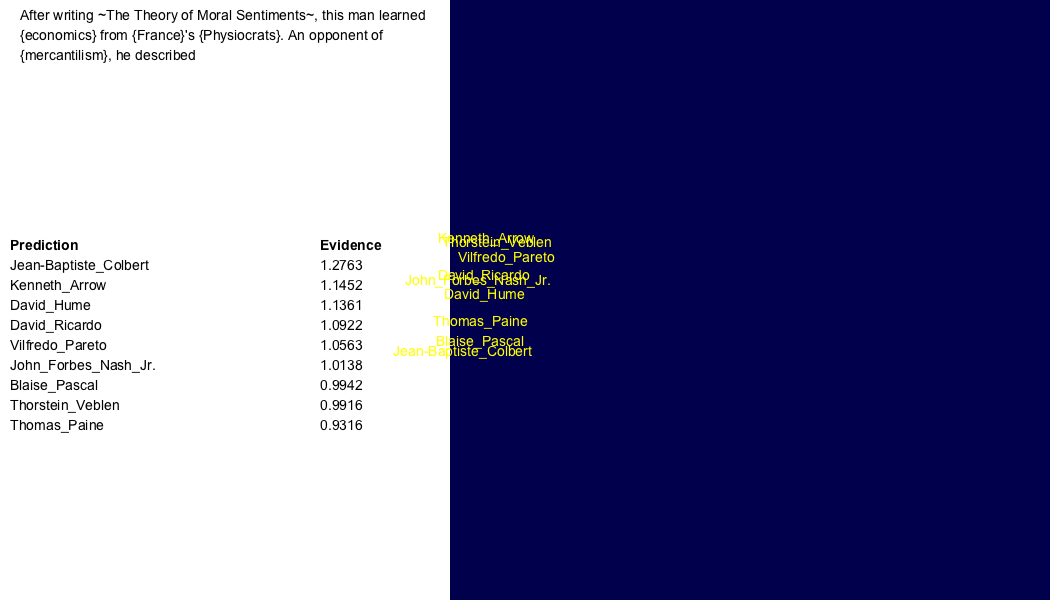 After writing ~The Theory of Moral Sentiments~, this man learned
{economics} from {France}'s {Physiocrats}. An opponent of
{mercantilism}, he described
Prediction Evidence
Jean-Baptiste_Colbert 1.2763
Kenneth_Arrow 1.1452
David_Hume 1.1361
David_Ricardo 1.0922
Vilfredo_Pareto 1.0563
John_Forbes_Nash_Jr. 1.0138
Blaise_Pascal 0.9942
Thorstein_Veblen 0.9916
Thomas_Paine 0.9316
Kenneth_Arrow
Thorstein_Veblen
Vilfredo_Pareto
David_Ricardo
John_Forbes_Nash_Jr.
David_Hume
Thomas_Paine
Blaise_Pascal
Jean-Baptiste_Colbert